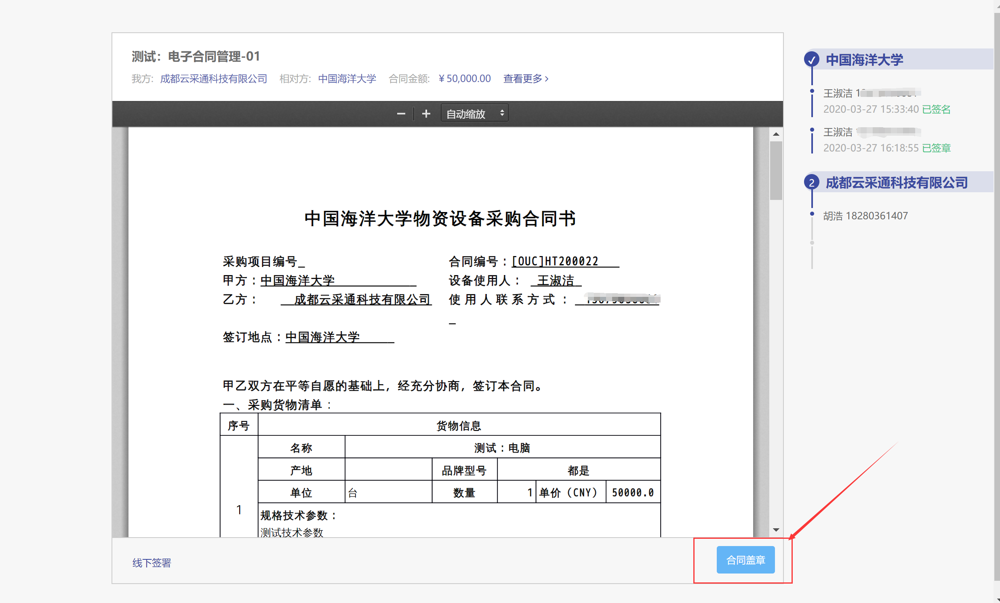 测试：电子合同管理-01
我方: 成都云采通科技有限公司 相对方: 中国海洋大学 合同金额: ¥ 50,000.00 查看更多 >
自动缩放
中国海洋大学物资设备采购合同书
采购项目编号_ 合同编号：[OUC]HT200022
甲方：中国海洋大学 设备使用人： 王淑洁
乙方： 成都云采通科技有限公司 使用人联系方式：
签订地点：中国海洋大学
甲乙双方在平等自愿的基础上，经充分协商，签订本合同。
一、采购货物清单：
序号 货物信息
名称 测试：电脑
产地 品牌型号 都是
单位 台 数量 1 单价（CNY） 50000.0
1
规格技术参数：
测试技术参数
线下签署 合同盖章
中国海洋大学
王淑洁
2020-03-27 15:33:40 已签名
王淑洁
2020-03-27 16:18:55 已签章
2 成都云采通科技有限公司
胡浩 18280361407